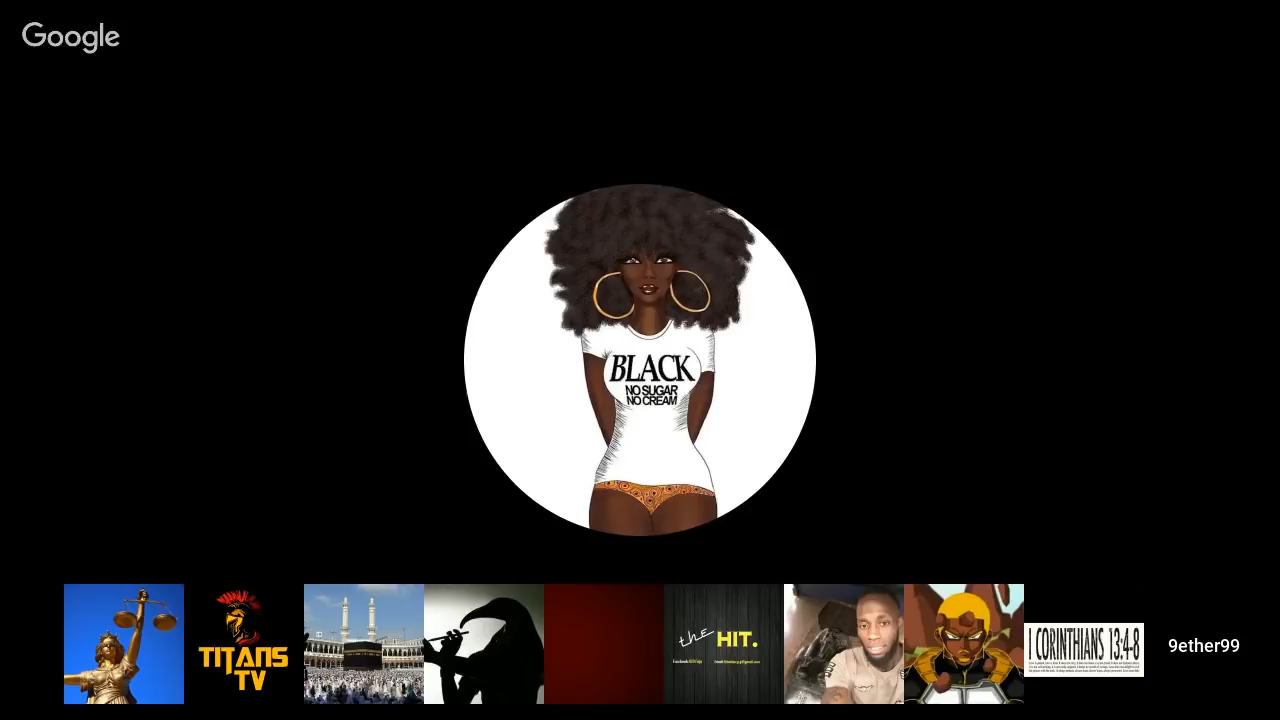 Google
BLACK
NO SUGAR
NO CREAM
TITANS
TV
the HIT.
I CORINTHIANS 13:4-8
9ether99